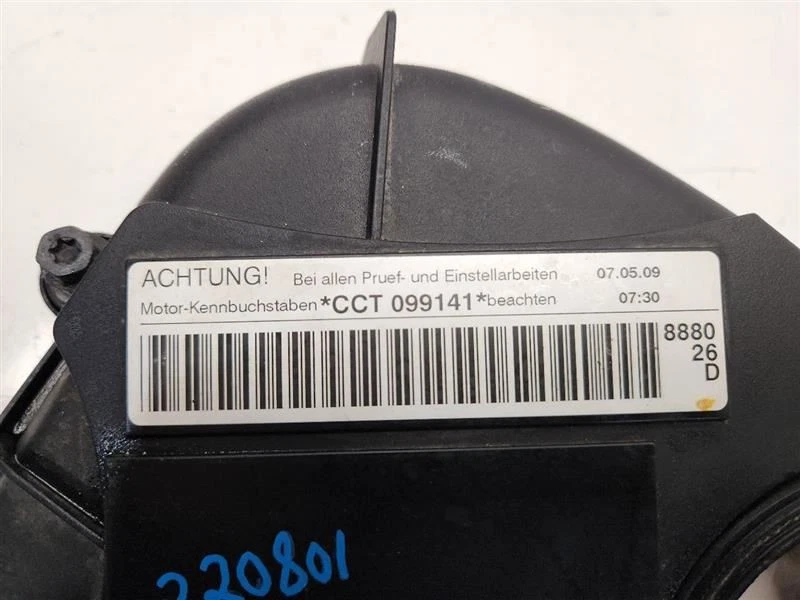 ACHTUNG! Bei allen Pruef- und Einstellarbeiten 07.05.09
Motor-Kennbuchstaben *CCT 099141* beachten 07:30
8880
26
D
220801